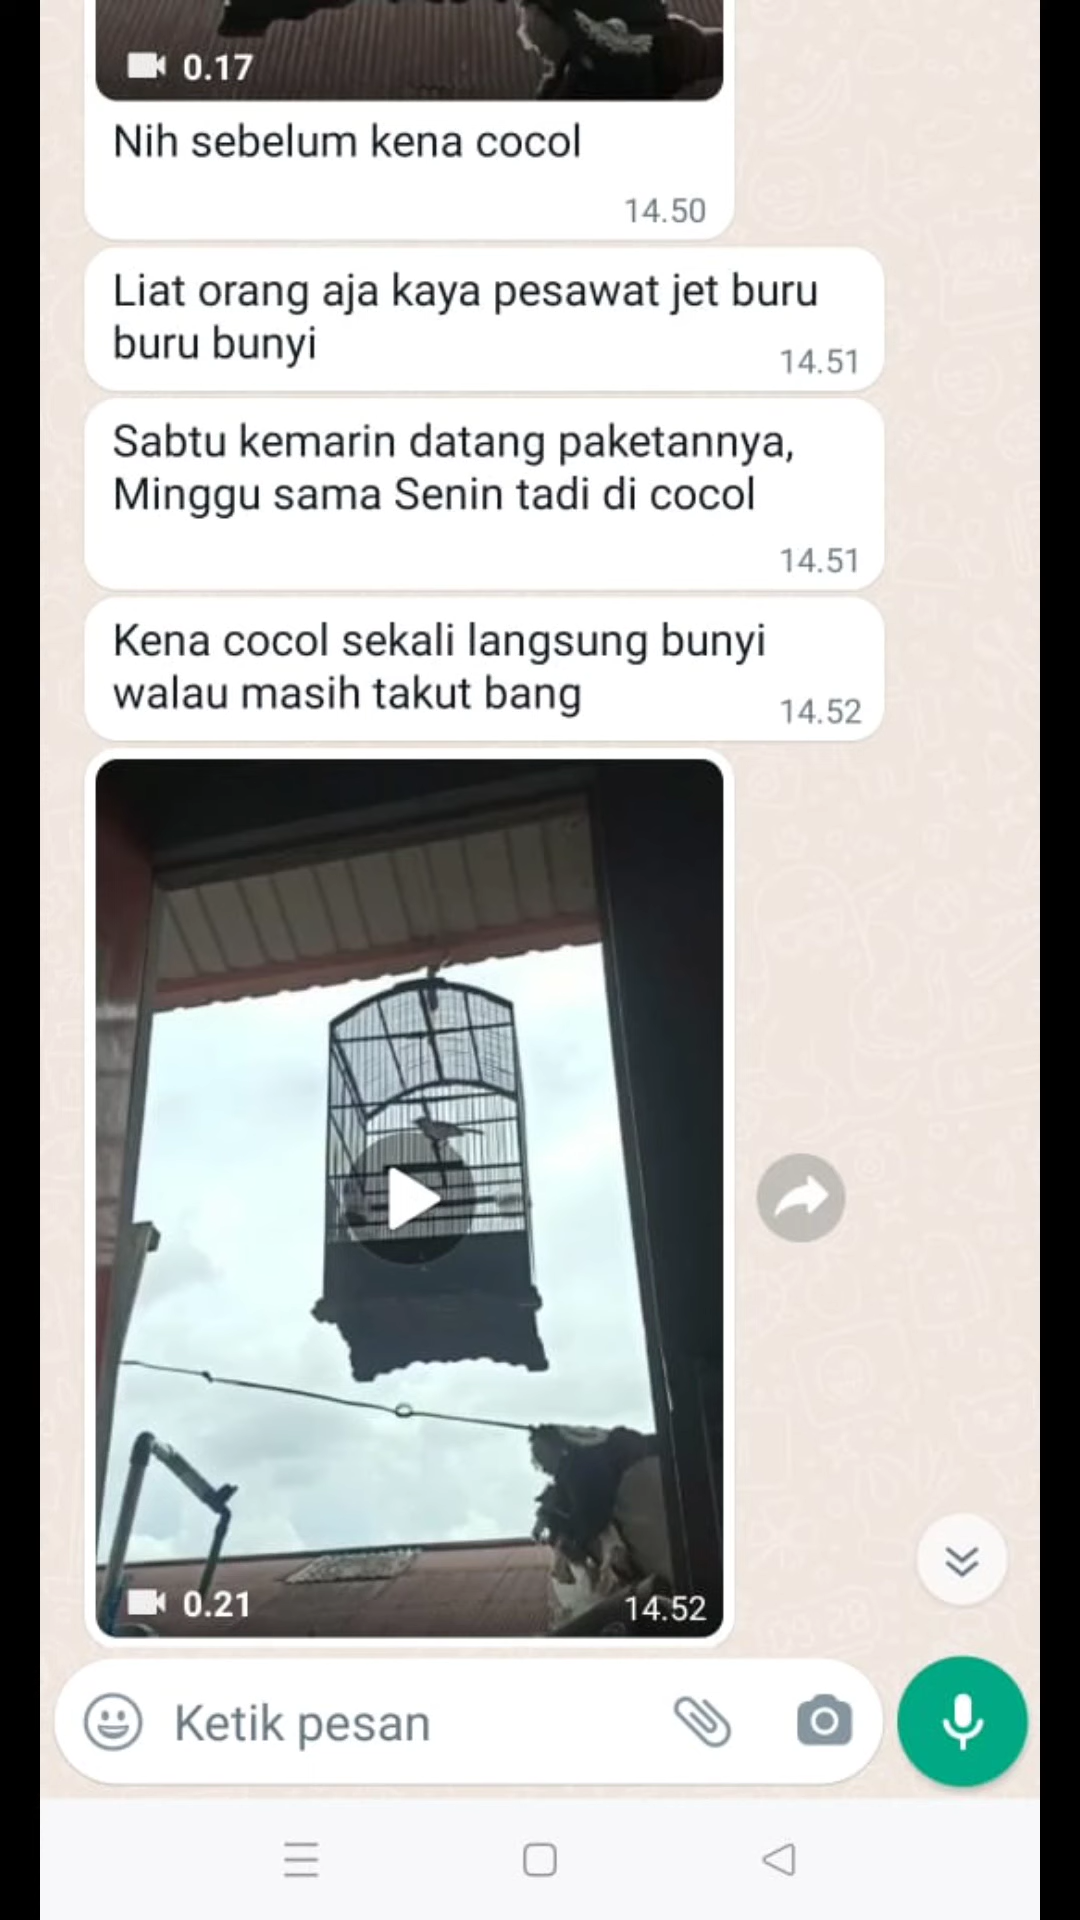 0.17
Nih sebelum kena cocol
14.50
Liat orang aja kaya pesawat jet buru
buru bunyi
14.51
Sabtu kemarin datang paketannya,
Minggu sama Senin tadi di cocol
14.51
Kena cocol sekali langsung bunyi
walau masih takut bang
14.52
0.21
14.52
Ketik pesan